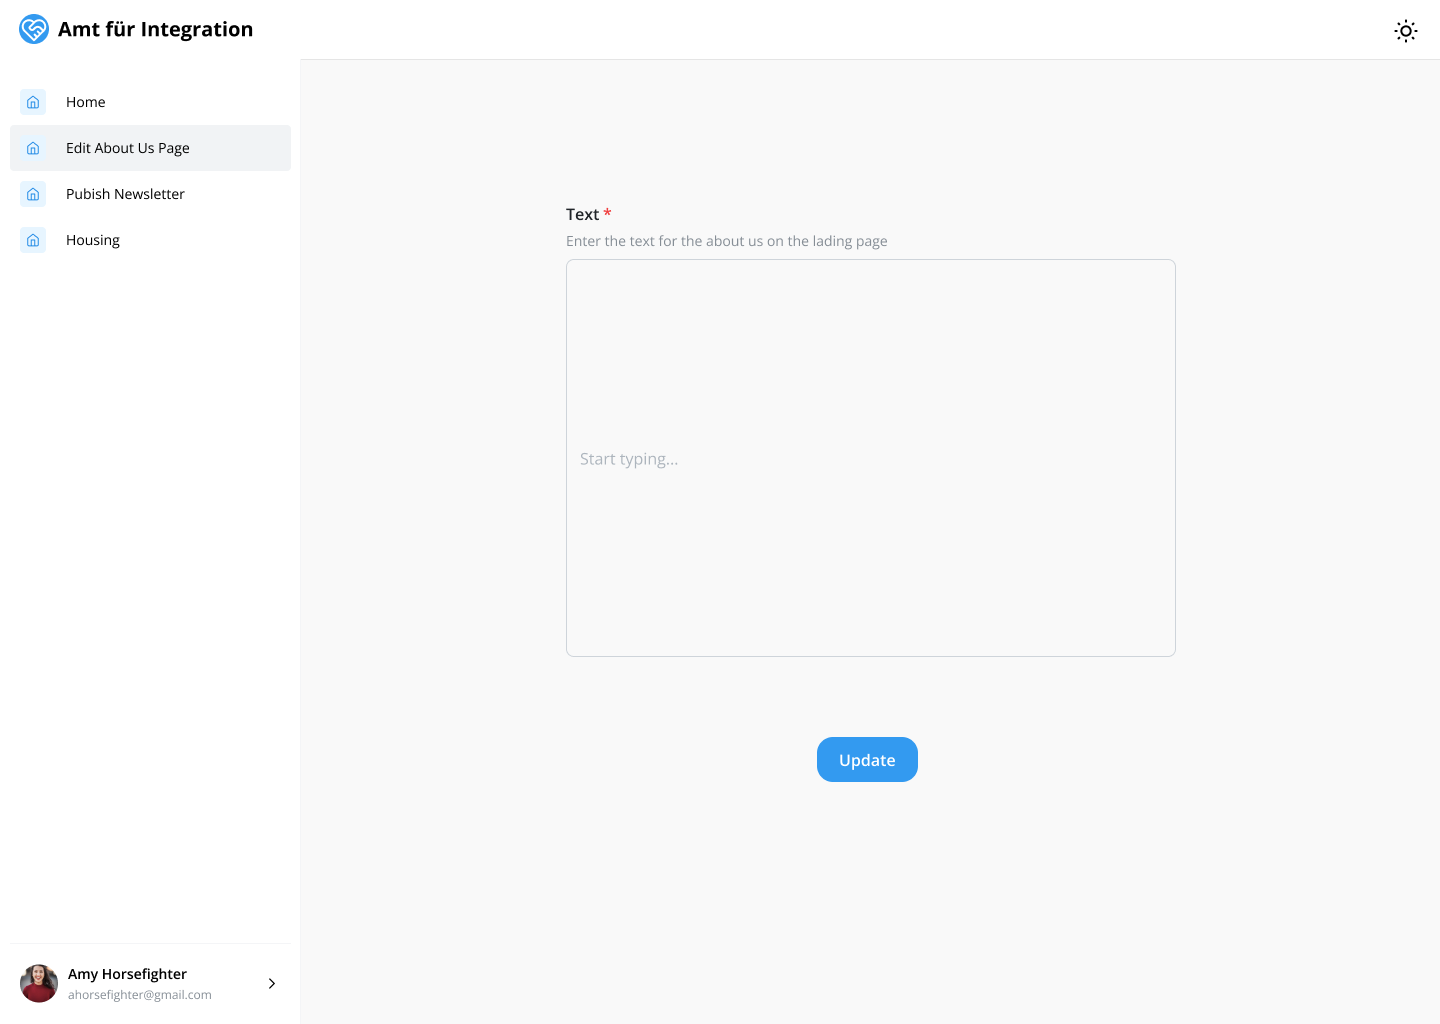 Amt für Integration
Home
Edit About Us Page
Pubish Newsletter
Housing
Text *
Enter the text for the about us on the lading page
Start typing...
Update
Amy Horsefighter
ahorsefighter@gmail.com